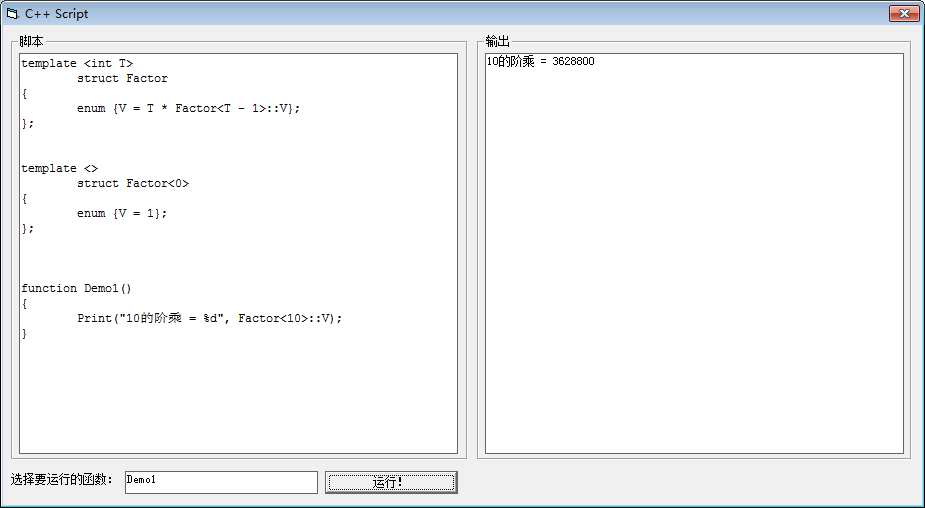 C++ Script
脚本
template <int T>
struct Factor
{
enum {V = T * Factor<T - 1>::V};
};
template <>
struct Factor<0>
{
enum {V = 1};
};
function Demo1()
{
Print("10的阶乘 = %d", Factor<10>::V);
}
输出
10的阶乘 = 3628800
选择要运行的函数:
Demo1
运行!